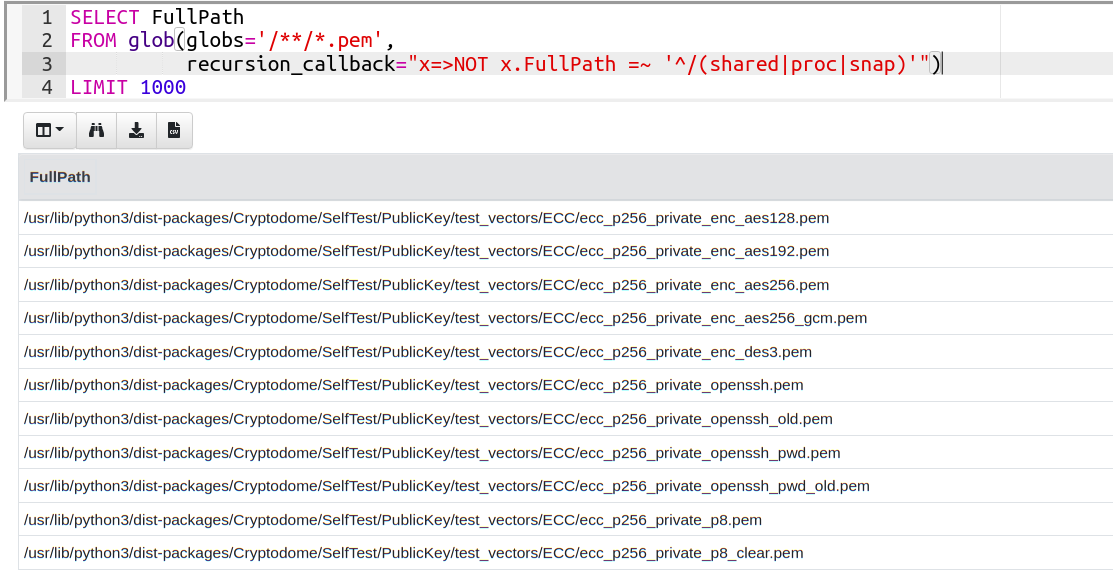 1 SELECT FullPath
2 FROM glob(globs='/**/*.pem',
3 recursion_callback="x=>NOT x.FullPath =~ '^/(shared|proc|snap)'")
4 LIMIT 1000
CSV
FullPath
/usr/lib/python3/dist-packages/Cryptodome/SelfTest/PublicKey/test_vectors/ECC/ecc_p256_private_enc_aes128.pem
/usr/lib/python3/dist-packages/Cryptodome/SelfTest/PublicKey/test_vectors/ECC/ecc_p256_private_enc_aes192.pem
/usr/lib/python3/dist-packages/Cryptodome/SelfTest/PublicKey/test_vectors/ECC/ecc_p256_private_enc_aes256.pem
/usr/lib/python3/dist-packages/Cryptodome/SelfTest/PublicKey/test_vectors/ECC/ecc_p256_private_enc_aes256_gcm.pem
/usr/lib/python3/dist-packages/Cryptodome/SelfTest/PublicKey/test_vectors/ECC/ecc_p256_private_enc_des3.pem
/usr/lib/python3/dist-packages/Cryptodome/SelfTest/PublicKey/test_vectors/ECC/ecc_p256_private_openssh.pem
/usr/lib/python3/dist-packages/Cryptodome/SelfTest/PublicKey/test_vectors/ECC/ecc_p256_private_openssh_old.pem
/usr/lib/python3/dist-packages/Cryptodome/SelfTest/PublicKey/test_vectors/ECC/ecc_p256_private_openssh_pwd.pem
/usr/lib/python3/dist-packages/Cryptodome/SelfTest/PublicKey/test_vectors/ECC/ecc_p256_private_openssh_pwd_old.pem
/usr/lib/python3/dist-packages/Cryptodome/SelfTest/PublicKey/test_vectors/ECC/ecc_p256_private_p8.pem
/usr/lib/python3/dist-packages/Cryptodome/SelfTest/PublicKey/test_vectors/ECC/ecc_p256_private_p8_clear.pem